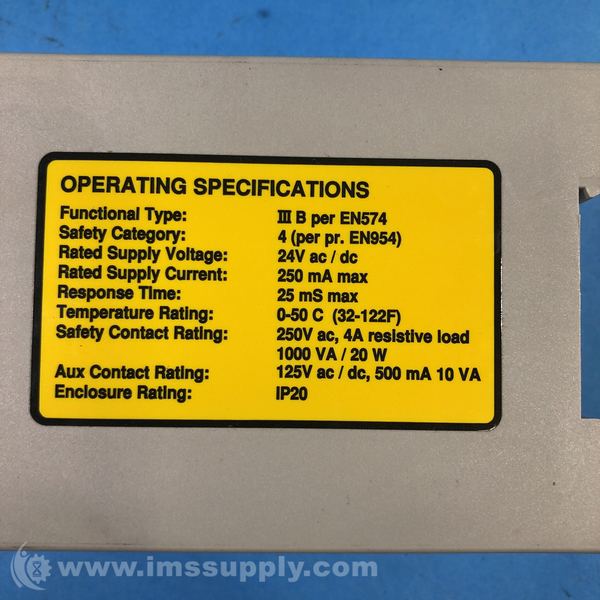 OPERATING SPECIFICATIONS
Functional Type: III B per EN574
Safety Category: 4 (per pr. EN954)
Rated Supply Voltage: 24V ac / dc
Rated Supply Current: 250 mA max
Response Time: 25 mS max
Temperature Rating: 0-50 C (32-122F)
Safety Contact Rating: 250V ac, 4A resistive load
1000 VA / 20 W
Aux Contact Rating: 125V ac / dc, 500 mA 10 VA
Enclosure Rating: IP20
www.imssupply.com